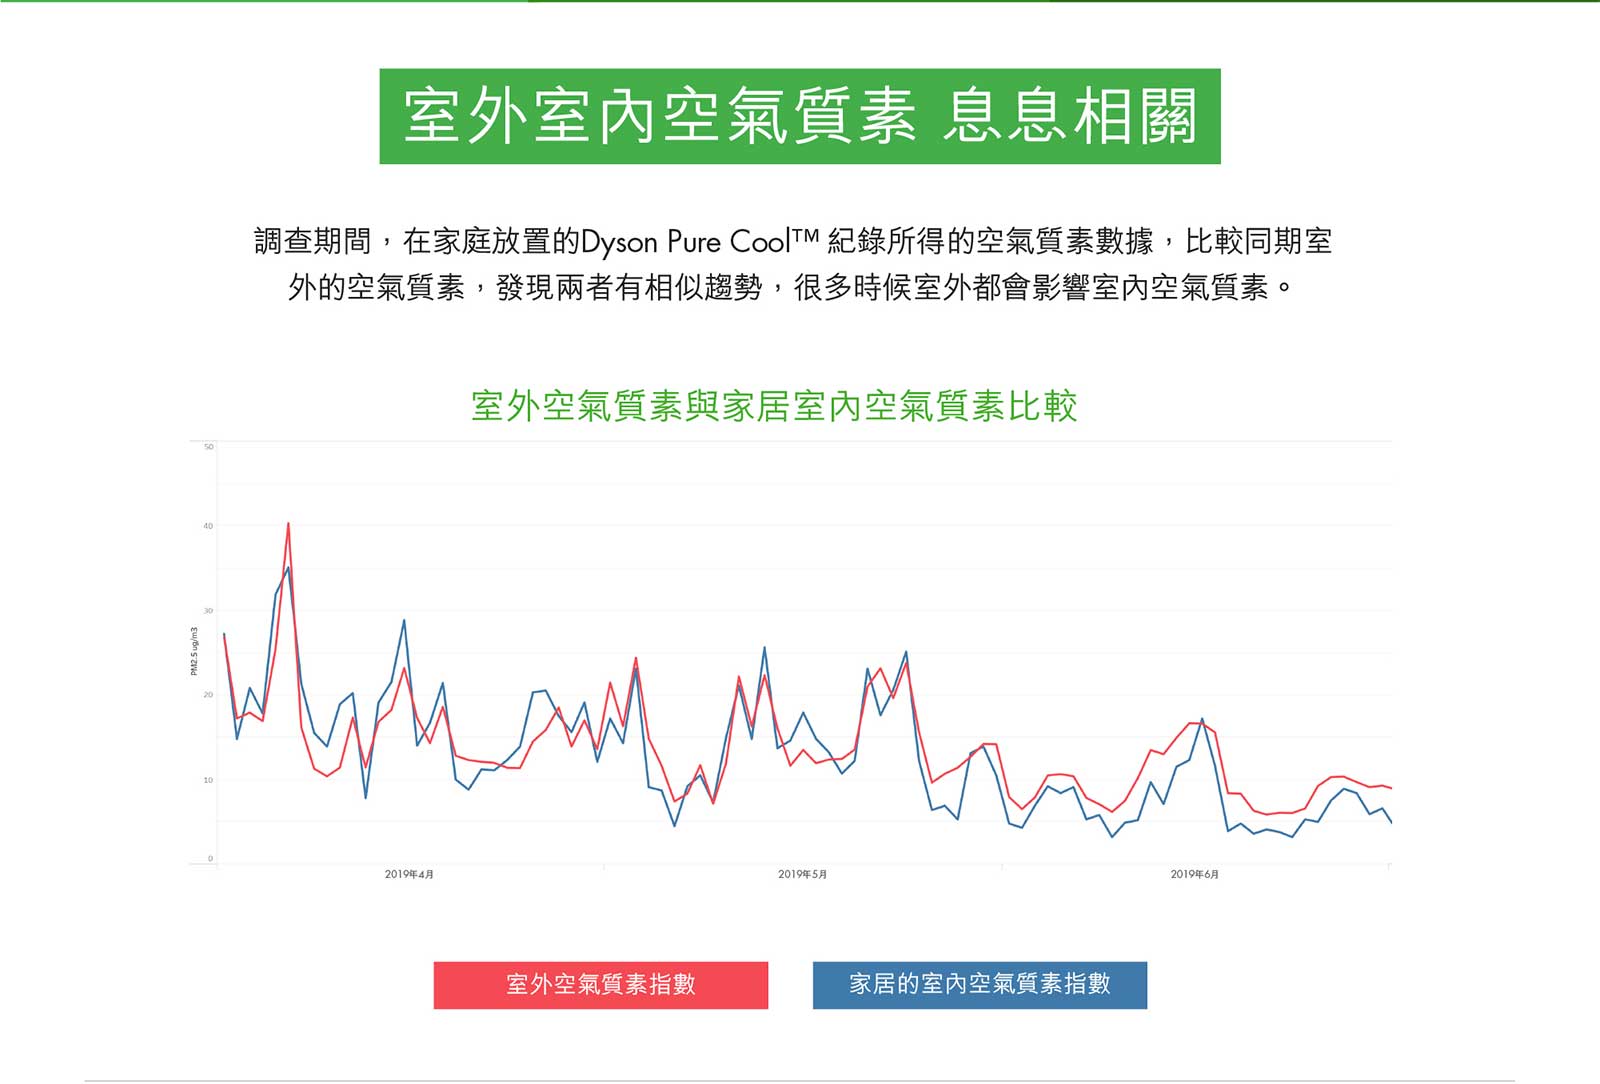 室外室內空氣質素 息息相關
調查期間，在家庭放置的Dyson Pure Cool™ 紀錄所得的空氣質素數據，比較同期室
外的空氣質素，發現兩者有相似趨勢，很多時候室外都會影響室內空氣質素。
室外空氣質素與家居室內空氣質素比較
50
40
30
PM2.5 ug/m3
20
10
0
2019年4月 2019年5月 2019年6月
室外空氣質素指數 家居的室內空氣質素指數